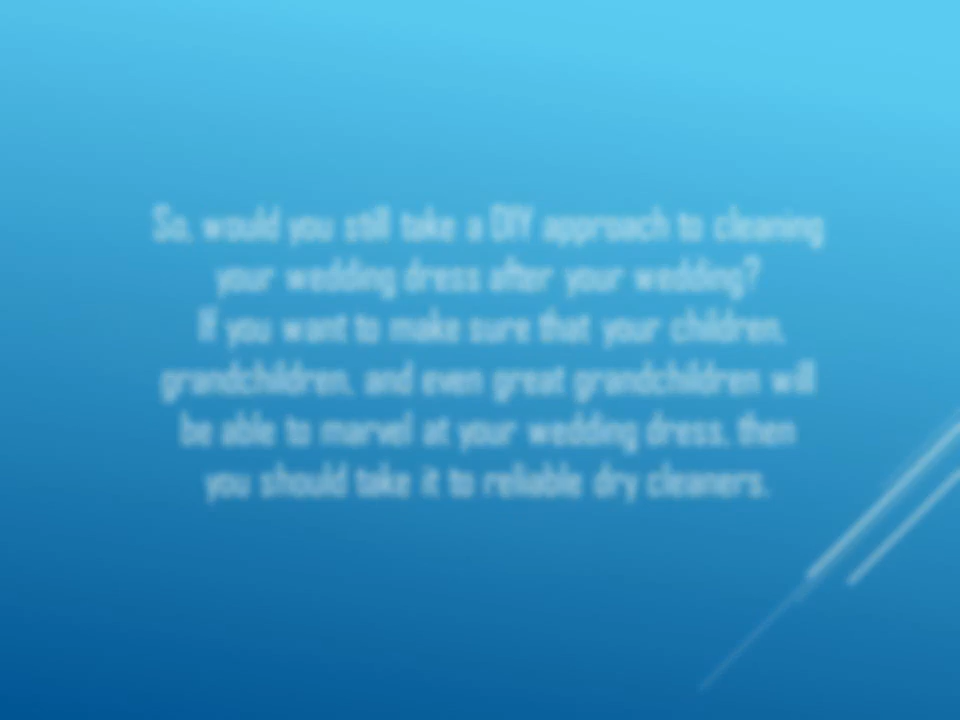 So, would you still take a DIY approach to cleaning
your wedding dress after your wedding?
If you want to make sure that your children,
grandchildren, and even great grandchildren will
be able to marvel at your wedding dress, then
you should take it to reliable dry cleaners.